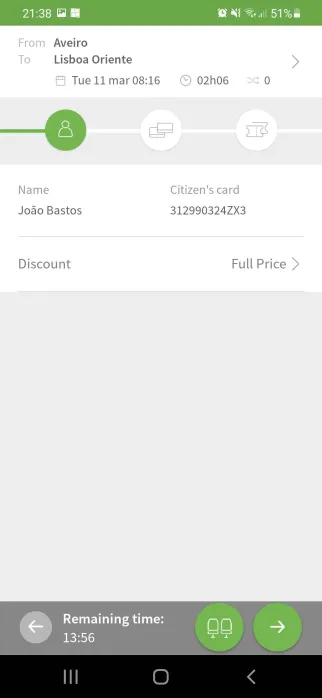 21:38 51%
From Aveiro
To Lisboa Oriente
Tue 11 mar 08:16 02h06 0
Name Citizen's card
João Bastos 312990324ZX3
Discount Full Price
Remaining time:
13:56